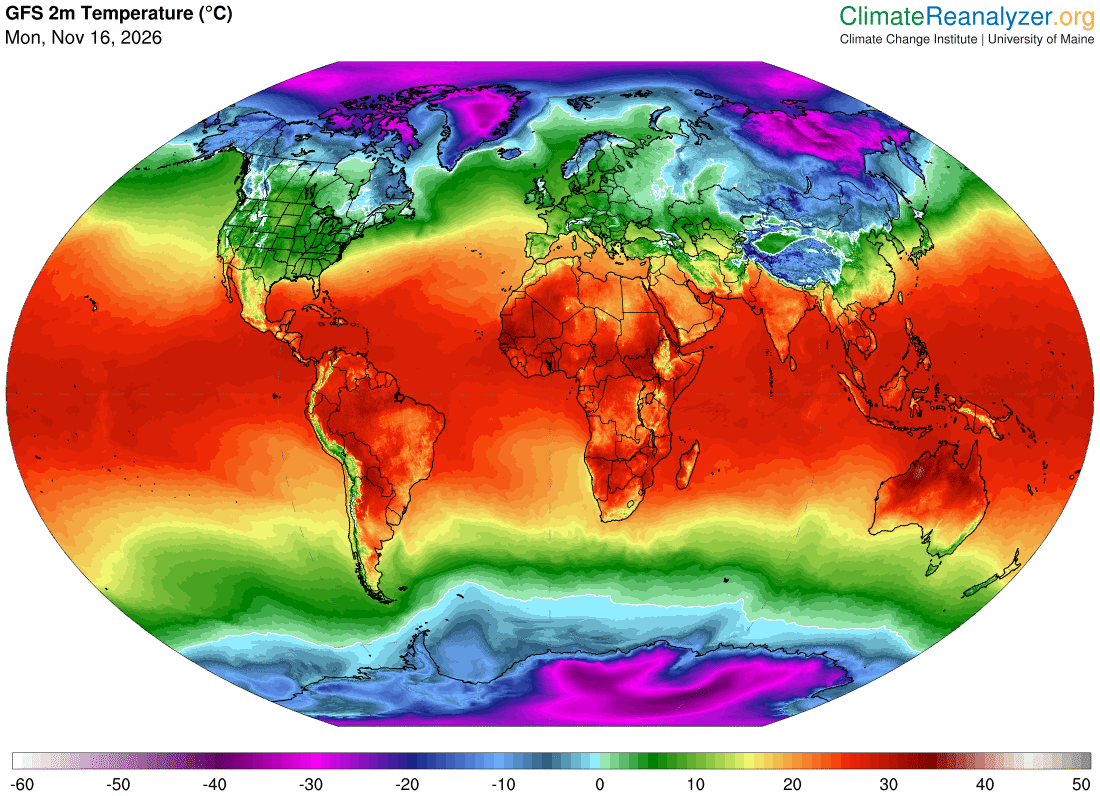 GFS 2m Temperature (°C)
Mon, Nov 16, 2026
ClimateReanalyzer.org
Climate Change Institute | University of Maine
-60 -50 -40 -30 -20 -10 0 10 20 30 40 50